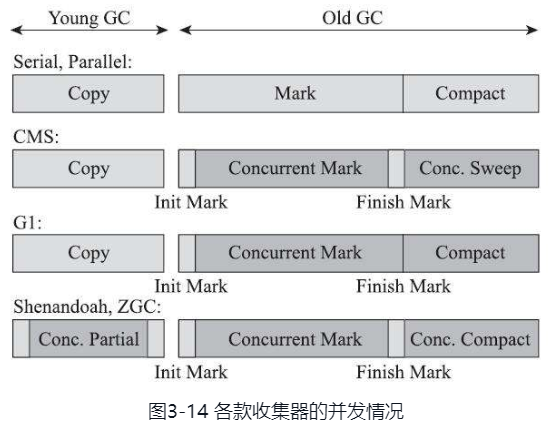 Young GC Old GC
Serial, Parallel:
Copy Mark Compact
CMS:
Copy Concurrent Mark Conc. Sweep
Init Mark Finish Mark
G1:
Copy Concurrent Mark Compact
Init Mark Finish Mark
Shenandoah, ZGC:
Conc. Partial Concurrent Mark Conc. Compact
Init Mark Finish Mark
图3-14 各款收集器的并发情况